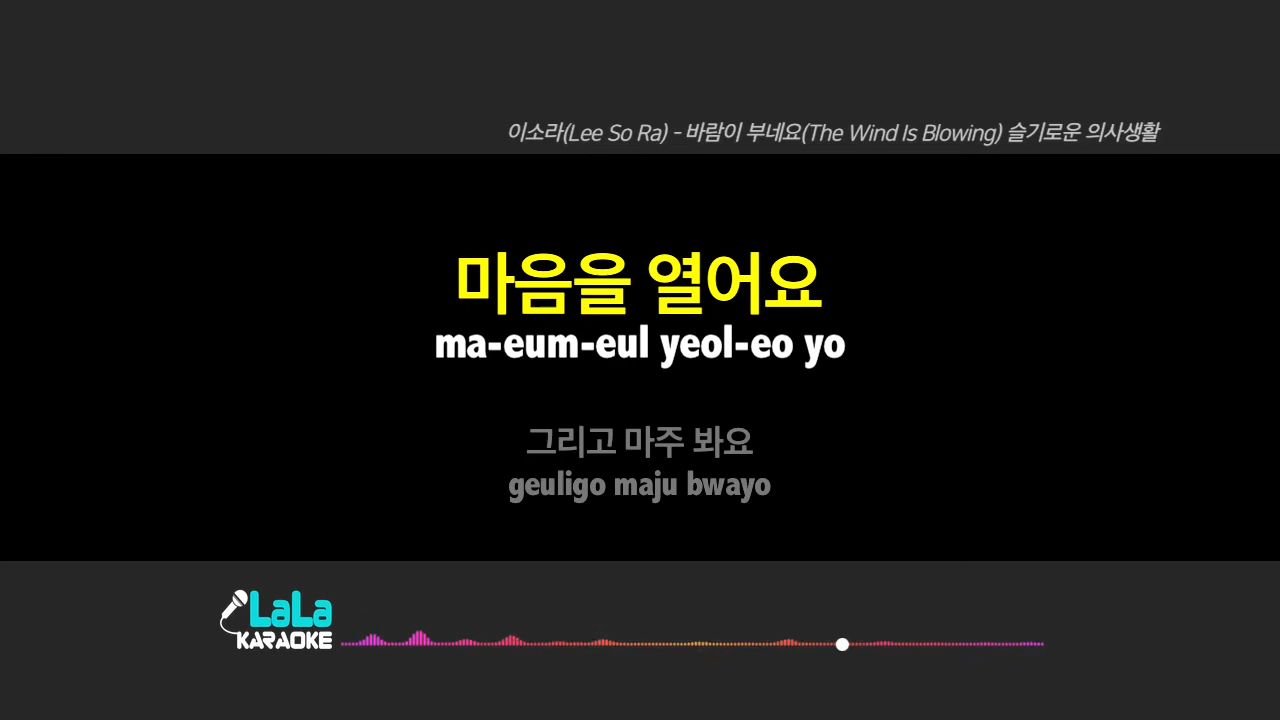 이소라(Lee So Ra) - 바람이 부네요(The Wind Is Blowing) 슬기로운 의사생활
마음을 열어요
ma-eum-eul yeol-eo yo
그리고 마주 봐요
geuligo maju bwayo
LaLa
KARAOKE